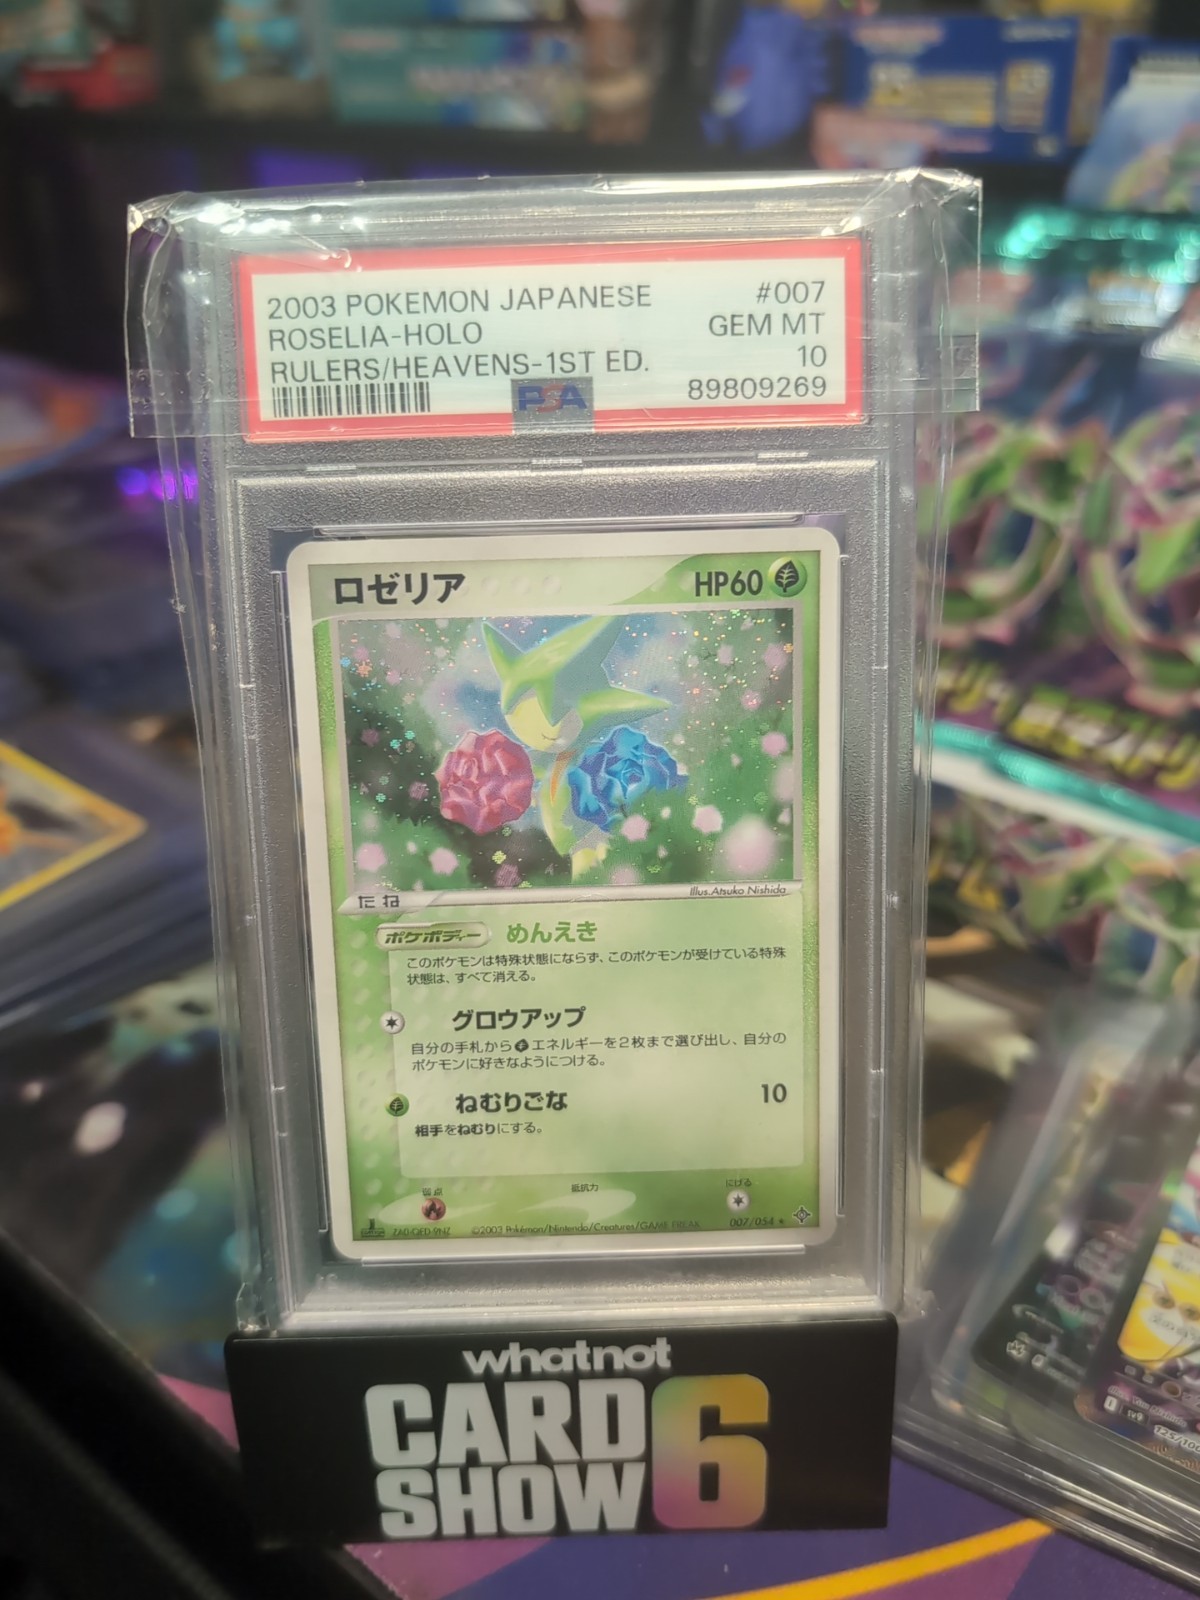 2003 POKEMON JAPANESE #007
ROSELIA-HOLO GEM MT
RULERS/HEAVENS-1ST ED. 10
PSA 89809269
ロゼリア HP60
たね Illus.Atsuko Nishida
ポケボディー めんえき
このポケモンは特殊状態にならず、このポケモンが受けている特殊
状態は、すべて消える。
グロウアップ
自分の手札から エネルギーを2枚まで選び出し、自分の
ポケモンに好きなようにつける。
ねむりごな 10
相手をねむりにする。
弱点 抵抗力 にげる
©2003 Pokémon/Nintendo/Creatures/GAME FREAK 007/054 ★
whatnot
CARD
SHOW 6